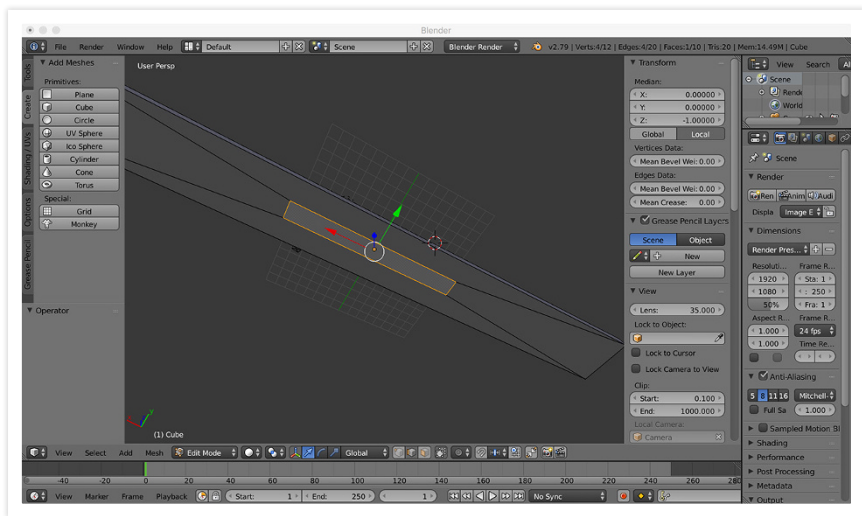 Blender
File Render Window Help Default Scene Blender Render v2.79 | Verts:4/12 | Edges:4/20 | Faces:1/10 | Tris:20 | Mem:14.49M | Cube
Tools
Create
Shading / UVs
Options
Grease Pencil
Add Meshes
Primitives:
Plane
Cube
Circle
UV Sphere
Ico Sphere
Cylinder
Cone
Torus
Special:
Grid
Monkey
Operator
User Persp
(1) Cube
Transform
Median:
X: 0.00000
Y: 0.00000
Z: -1.00000
Global Local
Vertices Data:
Mean Bevel Wei: 0.00
Edges Data:
Mean Bevel Wei: 0.00
Mean Crease: 0.00
Grease Pencil Layers
Scene Object
New
New Layer
View
Lens: 35.000
Lock to Object:
Lock to Cursor
Lock Camera to View
Clip:
Start: 0.100
End: 1000.000
Local Camera:
Camera
View Search Al
Scene
Rende
World
Scene
Render
Ren Anim Audi
Displa Image E
Dimensions
Render Pres...
Resoluti... Frame R...
1920 Sta: 1
1080 : 250
50% Fra: 1
Aspect R... Frame R...
1.000 24 fps
1.000 Time Re...
Anti-Aliasing
5 8 11 16 Mitchell-
Full Sa 1.000
Sampled Motion Bl
Shading
Performance
Post Processing
Metadata
Output
View Select Add Mesh Edit Mode Global
-40 -20 0 20 40 60 80 100 120 140 160 180 200 220 240 260 280
View Marker Frame Playback Start: 1 End: 250 1 No Sync